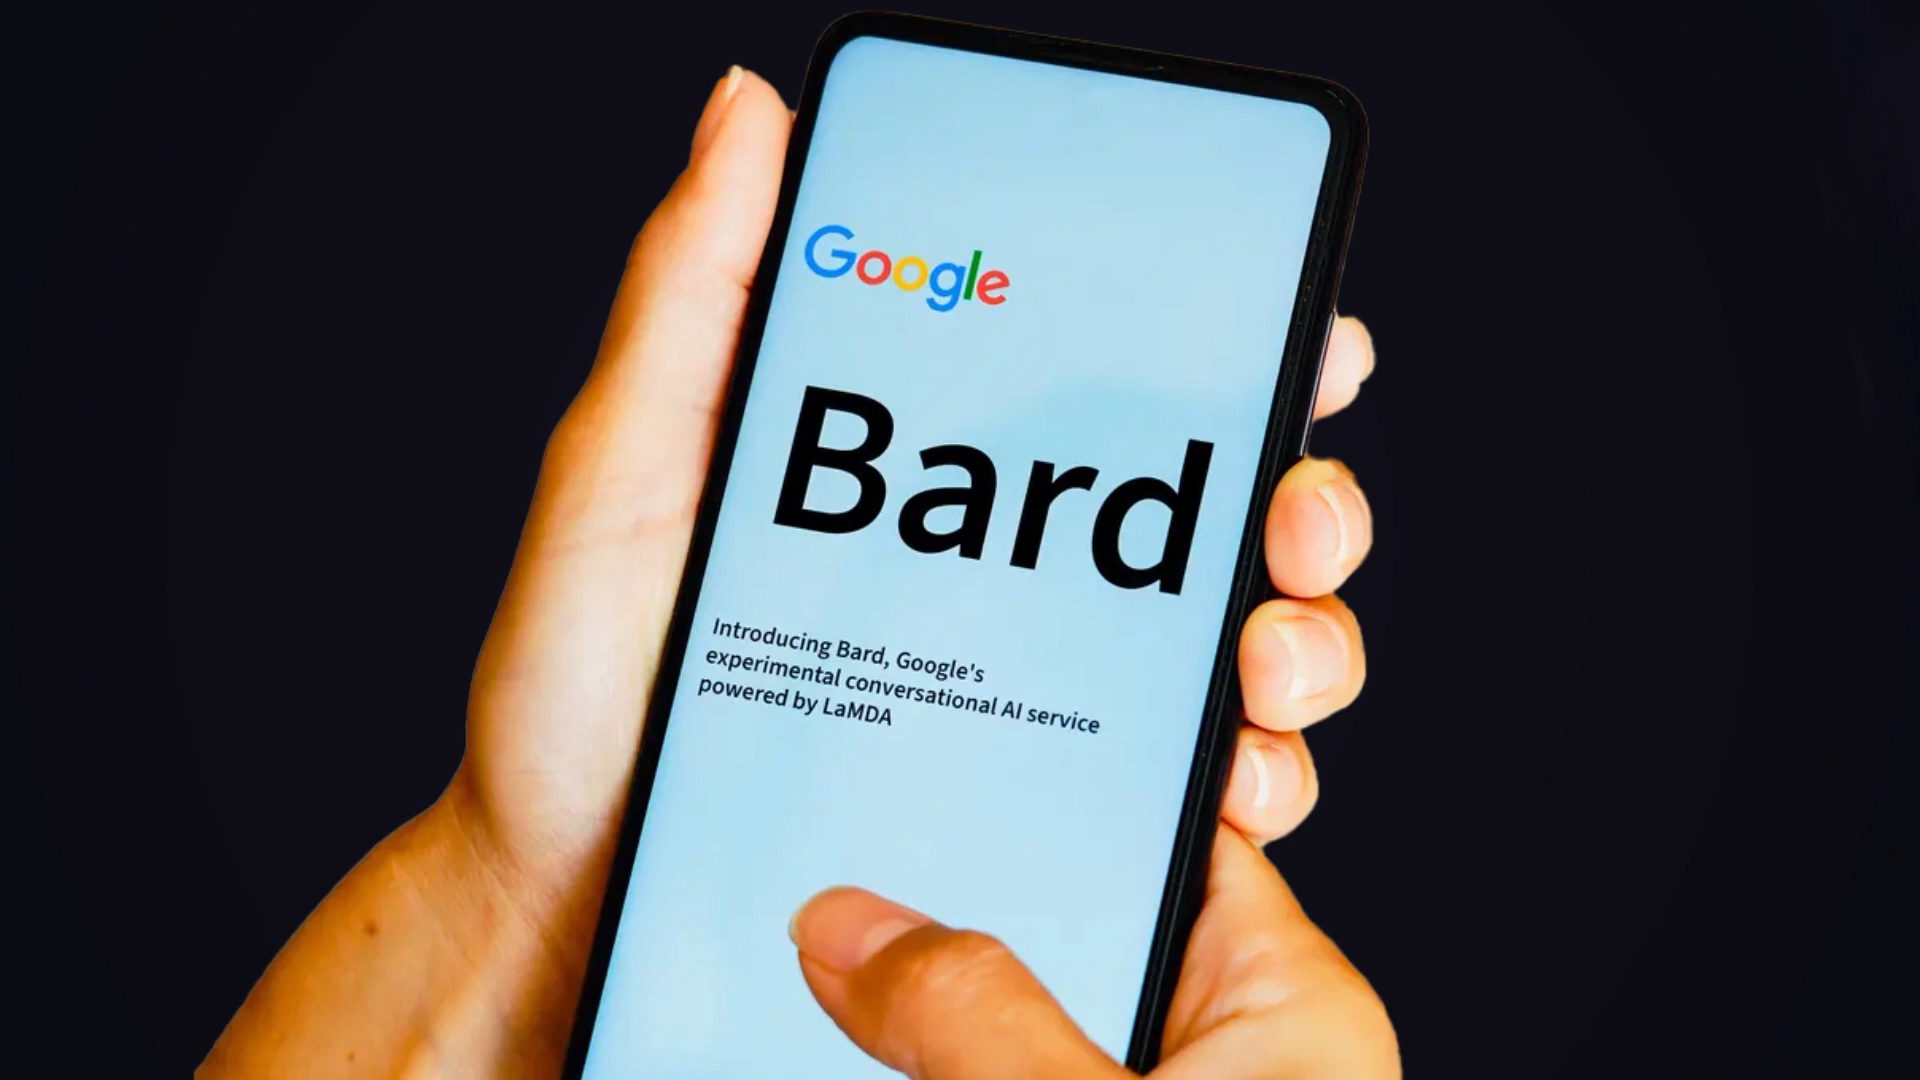 Google
Bard
Introducing Bard, Google's
experimental conversational AI service
powered by LaMDA